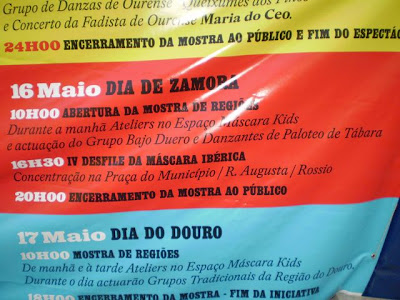 Grupo de Danzas de Ourense "Queixumes dos Pinos"
e Concerto da Fadista de Ourense Maria do Ceo.
24H00 ENCERRAMENTO DA MOSTRA AO PÚBLICO E FIM DO ESPECTÁC
16 Maio DIA DE ZAMORA
10H00 ABERTURA DA MOSTRA DE REGIÕES
Durante a manhã Ateliers no Espaço Máscara Kids
e actuação do Grupo Bajo Duero e Danzantes de Paloteo de Tábara
16H30 IV DESFILE DA MÁSCARA IBÉRICA
Concentração na Praça do Município / R. Augusta / Rossio
20H00 ENCERRAMENTO DA MOSTRA AO PÚBLICO
17 Maio DIA DO DOURO
10H00 MOSTRA DE REGIÕES
De manhã e à tarde Ateliers no Espaço Máscara Kids
Durante o dia actuarão Grupos Tradicionais da Região do Douro.
18H00 ENCERRAMENTO DA MOSTRA - FIM DA INICIATIVA